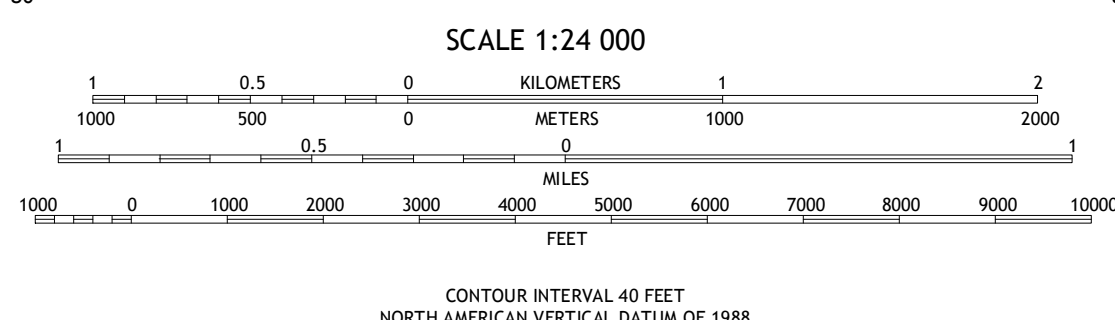 SCALE 1:24 000
1 0.5 0 KILOMETERS 1 2
1000 500 0 METERS 1000 2000
1 0.5 0 1
MILES
1000 0 1000 2000 3000 4000 5000 6000 7000 8000 9000 10000
FEET
CONTOUR INTERVAL 40 FEET
NORTH AMERICAN VERTICAL DATUM OF 1988